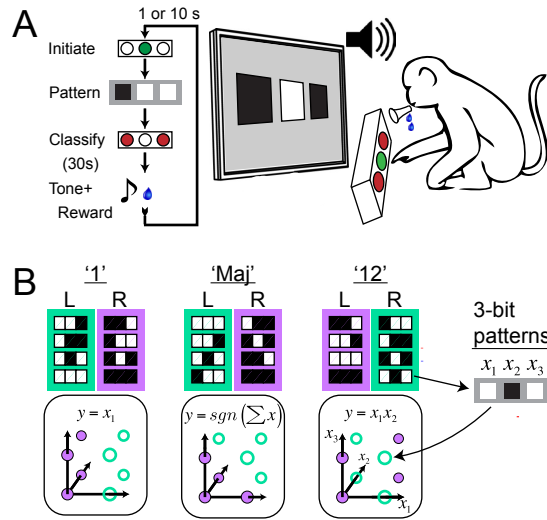 A
1 or 10 s
Initiate
Pattern
Classify
(30s)
Tone+
Reward
B
'1' 'Maj' '12'
L R L R L R
3-bit
patterns
x₁ x₂ x₃
y = x₁ y = sgn (∑x) y = x₁x₂
x₃
x₂
x₁